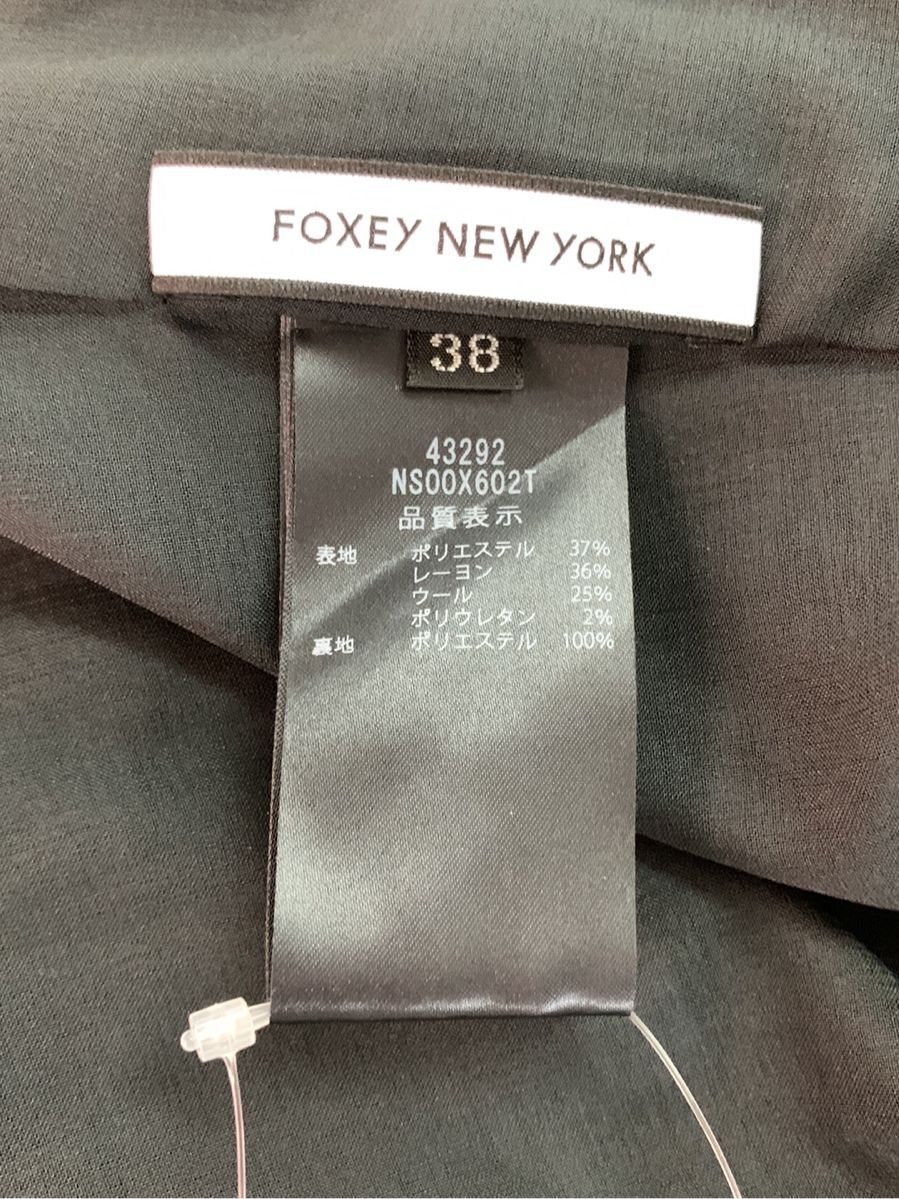 FOXEY NEW YORK
38
43292
NS00X602T
品質表示
表地 ポリエステル 37%
レーヨン 36%
ウール 25%
ポリウレタン 2%
裏地 ポリエステル 100%